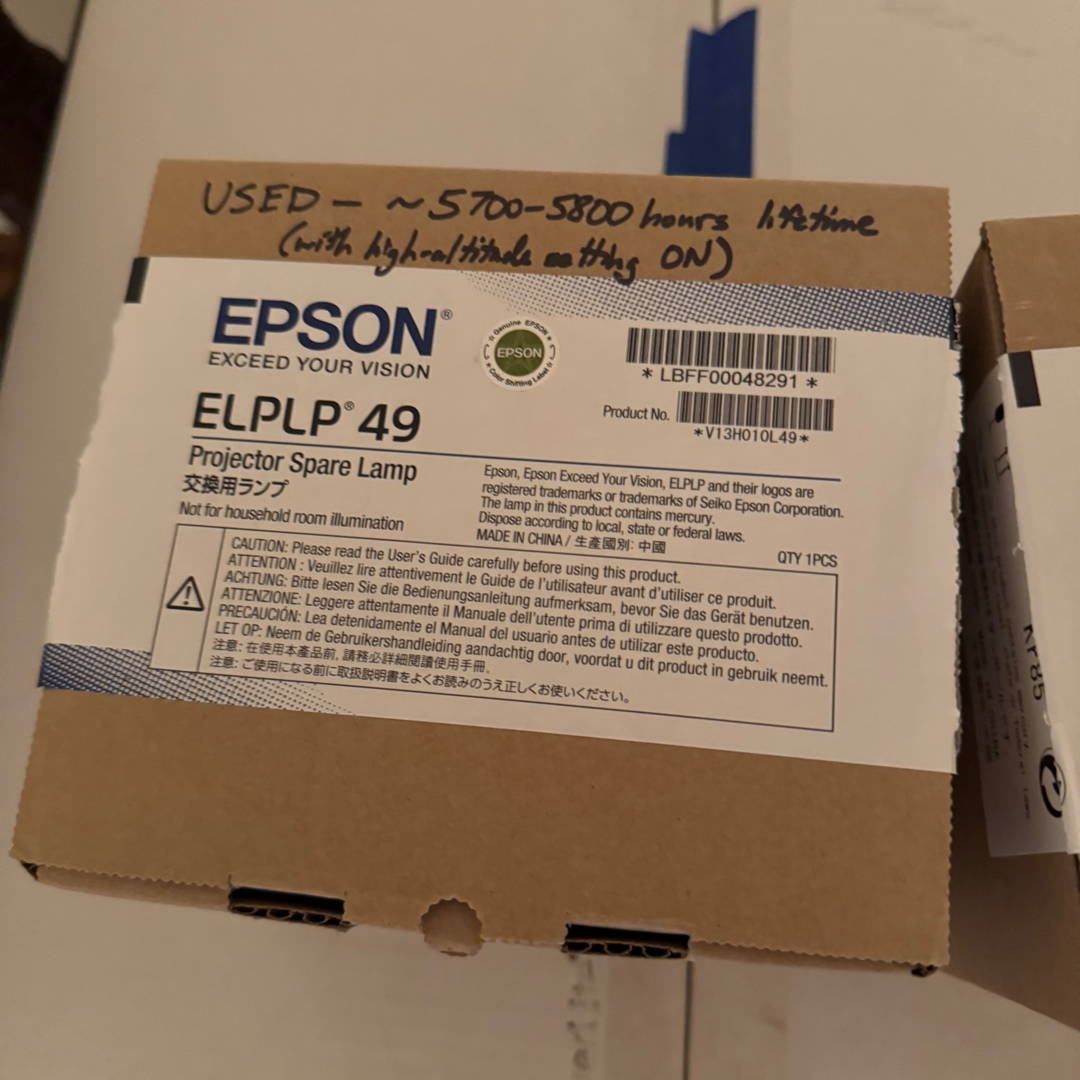 USED — ~5700-5800 hours lifetime
(with high-altitude setting ON)
EPSON®
EXCEED YOUR VISION
Genuine EPSON
EPSON
Color Shifting Label
* LBFF00048291 *
Product No.
*V13H010L49*
ELPLP® 49
Projector Spare Lamp
交換用ランプ
Not for household room illumination
Epson, Epson Exceed Your Vision, ELPLP and their logos are
registered trademarks or trademarks of Seiko Epson Corporation.
The lamp in this product contains mercury.
Dispose according to local, state or federal laws.
MADE IN CHINA / 生產國別: 中國
QTY 1PCS
CAUTION: Please read the User's Guide carefully before using this product.
ATTENTION : Veuillez lire attentivement le Guide de l'utilisateur avant d'utiliser ce produit.
ACHTUNG: Bitte lesen Sie die Bedienungsanleitung aufmerksam, bevor Sie das Gerät benutzen.
ATTENZIONE: Leggere attentamente il Manuale dell'utente prima di utilizzare questo prodotto.
PRECAUCIÓN: Lea detenidamente el Manual del usuario antes de utilizar este producto.
LET OP: Neem de Gebruikershandleiding aandachtig door, voordat u dit product in gebruik neemt.
注意: 在使用本產品前, 請務必詳細閱讀使用手冊.
注意: ご使用になる前に取扱説明書をよくお読みのうえ正しくお使いください。
Kr85